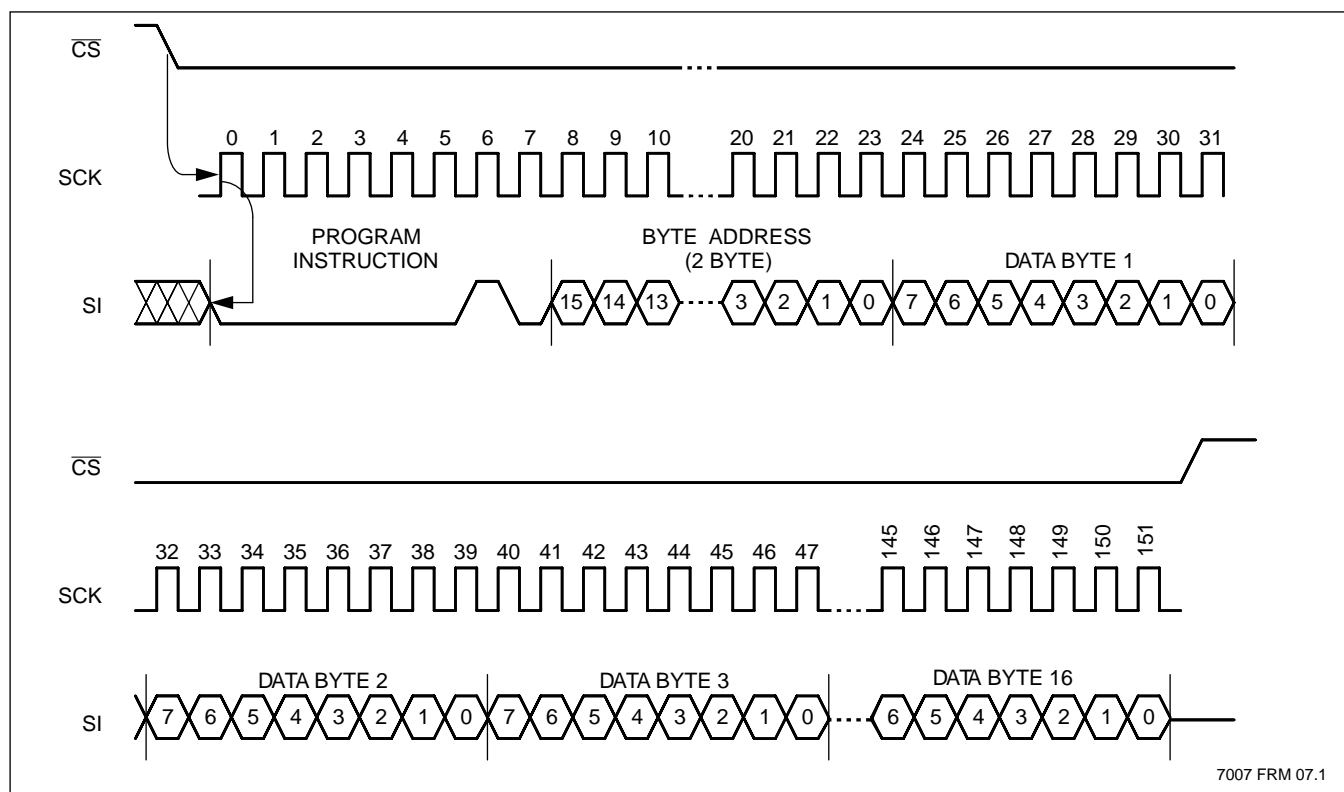 CS
0 1 2 3 4 5 6 7 8 9 10 20 21 22 23 24 25 26 27 28 29 30 31
SCK
PROGRAM
INSTRUCTION
BYTE ADDRESS
(2 BYTE)
DATA BYTE 1
SI
15 14 13 3 2 1 0 7 6 5 4 3 2 1 0
CS
32 33 34 35 36 37 38 39 40 41 42 43 44 45 46 47 145 146 147 148 149 150 151
SCK
DATA BYTE 2 DATA BYTE 3 DATA BYTE 16
SI
7 6 5 4 3 2 1 0 7 6 5 4 3 2 1 0 6 5 4 3 2 1 0
7007 FRM 07.1